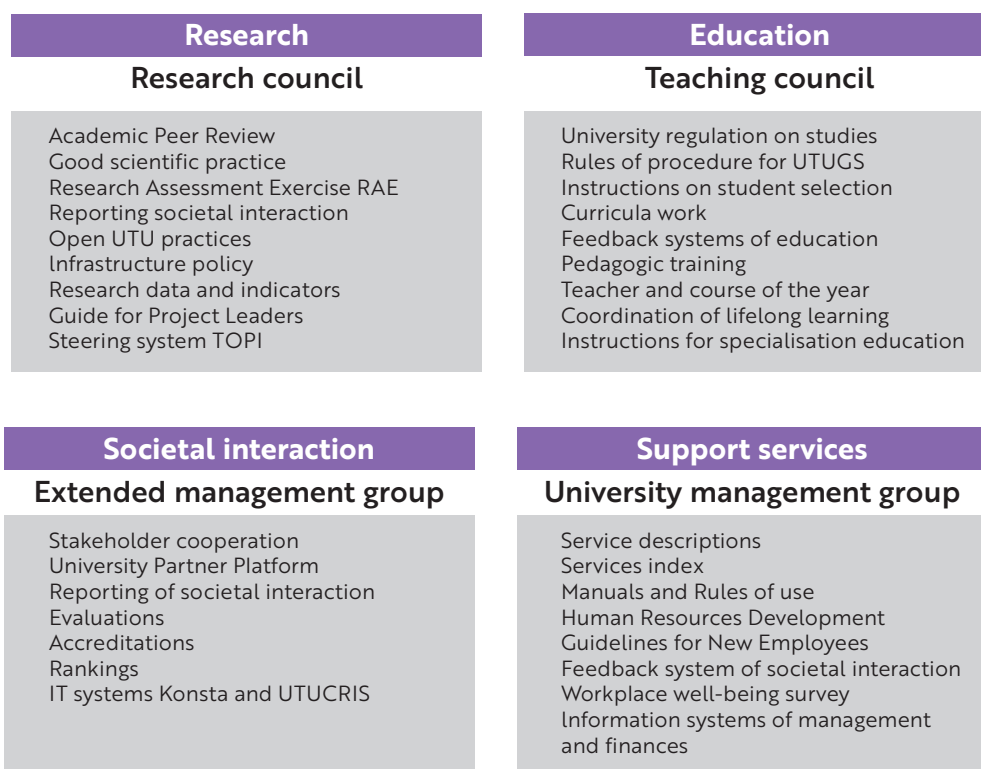 Research
Research council
Academic Peer Review
Good scientific practice
Research Assessment Exercise RAE
Reporting societal interaction
Open UTU practices
Infrastructure policy
Research data and indicators
Guide for Project Leaders
Steering system TOPI
Education
Teaching council
University regulation on studies
Rules of procedure for UTUGS
Instructions on student selection
Curricula work
Feedback systems of education
Pedagogic training
Teacher and course of the year
Coordination of lifelong learning
Instructions for specialisation education
Societal interaction
Extended management group
Stakeholder cooperation
University Partner Platform
Reporting of societal interaction
Evaluations
Accreditations
Rankings
IT systems Konsta and UTUCRIS
Support services
University management group
Service descriptions
Services index
Manuals and Rules of use
Human Resources Development
Guidelines for New Employees
Feedback system of societal interaction
Workplace well-being survey
Information systems of management
and finances